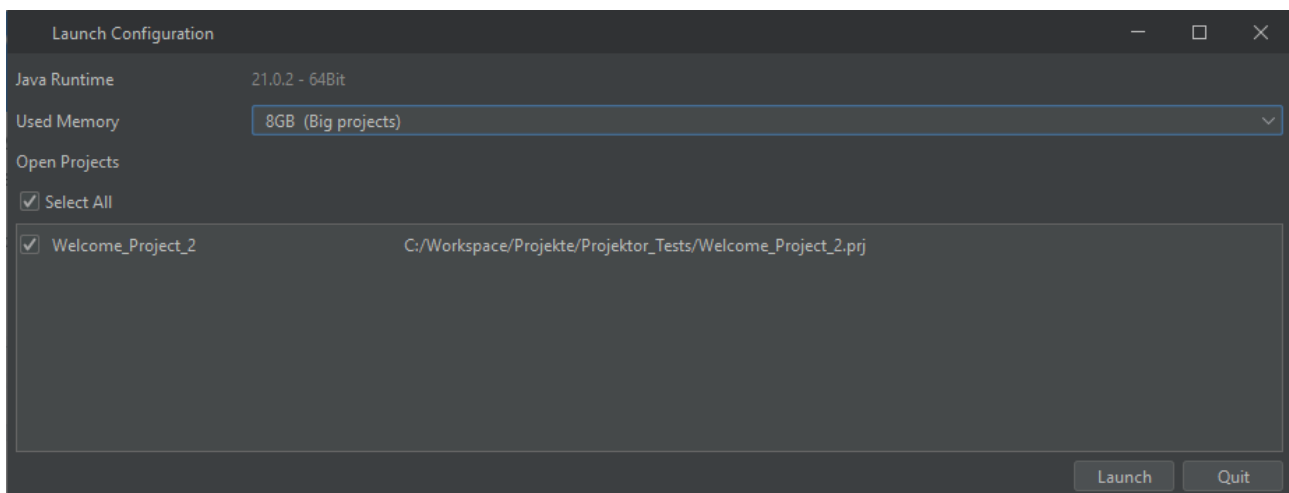 Launch Configuration
Java Runtime 21.0.2 - 64Bit
Used Memory 8GB (Big projects)
Open Projects
Select All
Welcome_Project_2 C:/Workspace/Projekte/Projektor_Tests/Welcome_Project_2.prj
Launch Quit